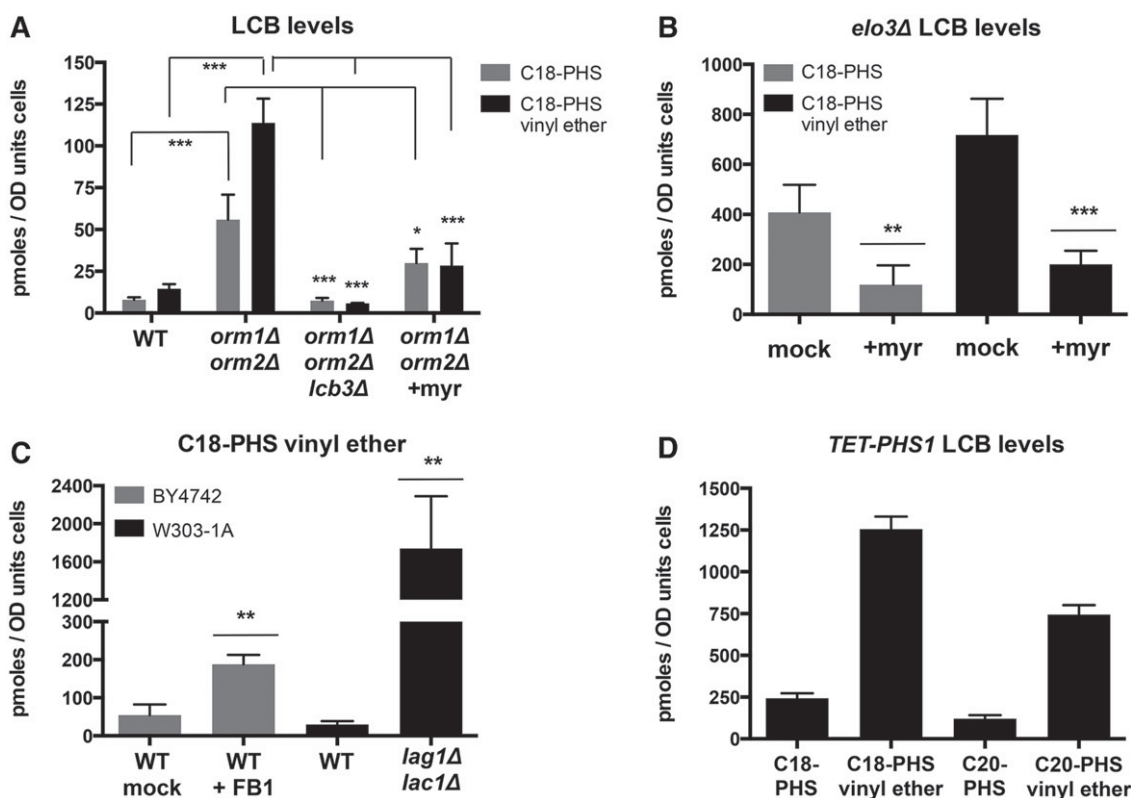 A
LCB levels
pmoles / OD units cells
150
125
100
75
50
25
0
***
***
***
***
*
***
C18-PHS
C18-PHS
vinyl ether
WT
orm1Δ
orm2Δ
orm1Δ
orm2Δ
lcb3Δ
orm1Δ
orm2Δ
+myr
B
elo3Δ LCB levels
pmoles / OD units cells
1000
800
600
400
200
0
C18-PHS
C18-PHS
vinyl ether
**
***
mock
+myr
mock
+myr
C
C18-PHS vinyl ether
pmoles / OD units cells
2400
2000
1600
1200
300
200
100
0
BY4742
W303-1A
**
**
WT
mock
WT
+ FB1
WT
lag1Δ
lac1Δ
D
TET-PHS1 LCB levels
pmoles / OD units cells
1500
1250
1000
750
500
250
0
C18-
PHS
C18-PHS
vinyl ether
C20-
PHS
C20-PHS
vinyl ether